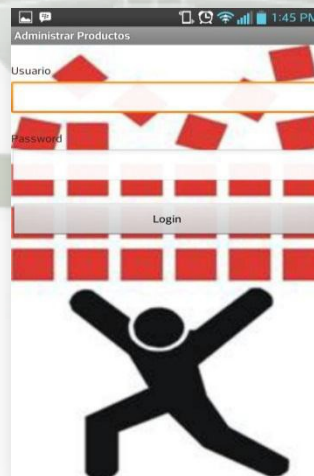 1:45 PM
Administrar Productos
Usuario
Password
Login